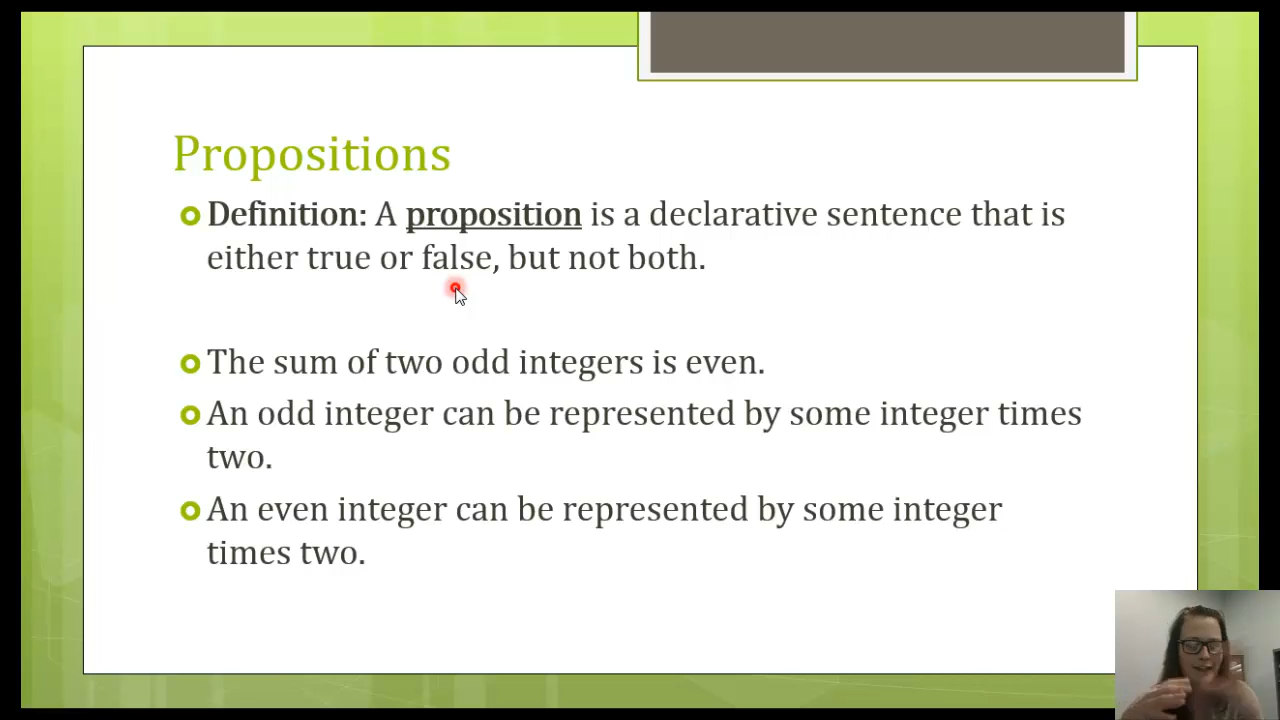 Propositions
Definition: A proposition is a declarative sentence that is
either true or false, but not both.
The sum of two odd integers is even.
An odd integer can be represented by some integer times
two.
An even integer can be represented by some integer
times two.